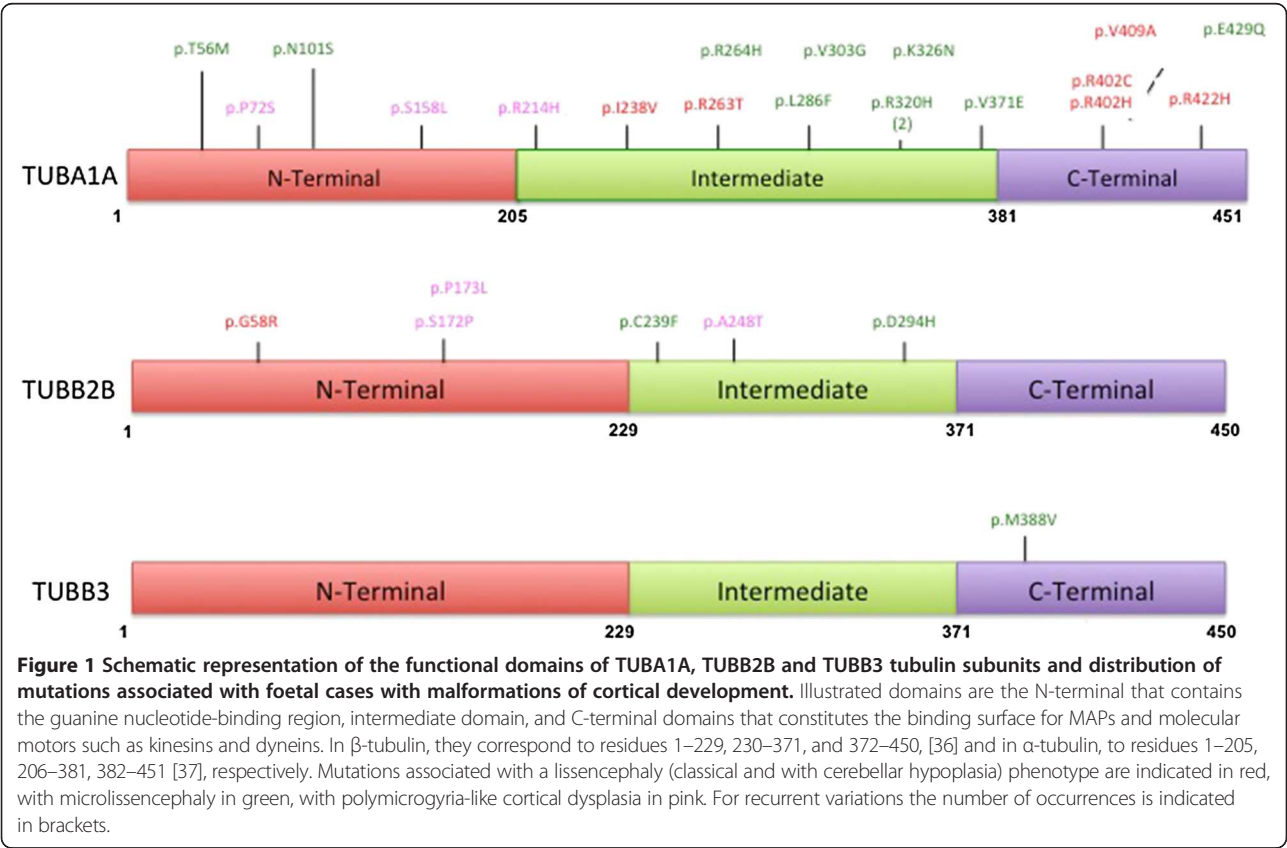 p.V409A p.E429Q
p.T56M p.N101S p.R264H p.V303G p.K326N
p.R402C
p.P72S p.S158L p.R214H p.I238V p.R263T p.L286F p.R320H p.V371E p.R402H p.R422H
(2)
TUBA1A N-Terminal Intermediate C-Terminal
1 205 381 451
p.P173L
p.G58R p.S172P p.C239F p.A248T p.D294H
TUBB2B N-Terminal Intermediate C-Terminal
1 229 371 450
p.M388V
TUBB3 N-Terminal Intermediate C-Terminal
1 229 371 450
Figure 1 Schematic representation of the functional domains of TUBA1A, TUBB2B and TUBB3 tubulin subunits and distribution of
mutations associated with foetal cases with malformations of cortical development. Illustrated domains are the N-terminal that contains
the guanine nucleotide-binding region, intermediate domain, and C-terminal domains that constitutes the binding surface for MAPs and molecular
motors such as kinesins and dyneins. In β-tubulin, they correspond to residues 1–229, 230–371, and 372–450, [36] and in α-tubulin, to residues 1–205,
206–381, 382–451 [37], respectively. Mutations associated with a lissencephaly (classical and with cerebellar hypoplasia) phenotype are indicated in red,
with microlissencephaly in green, with polymicrogyria-like cortical dysplasia in pink. For recurrent variations the number of occurrences is indicated
in brackets.